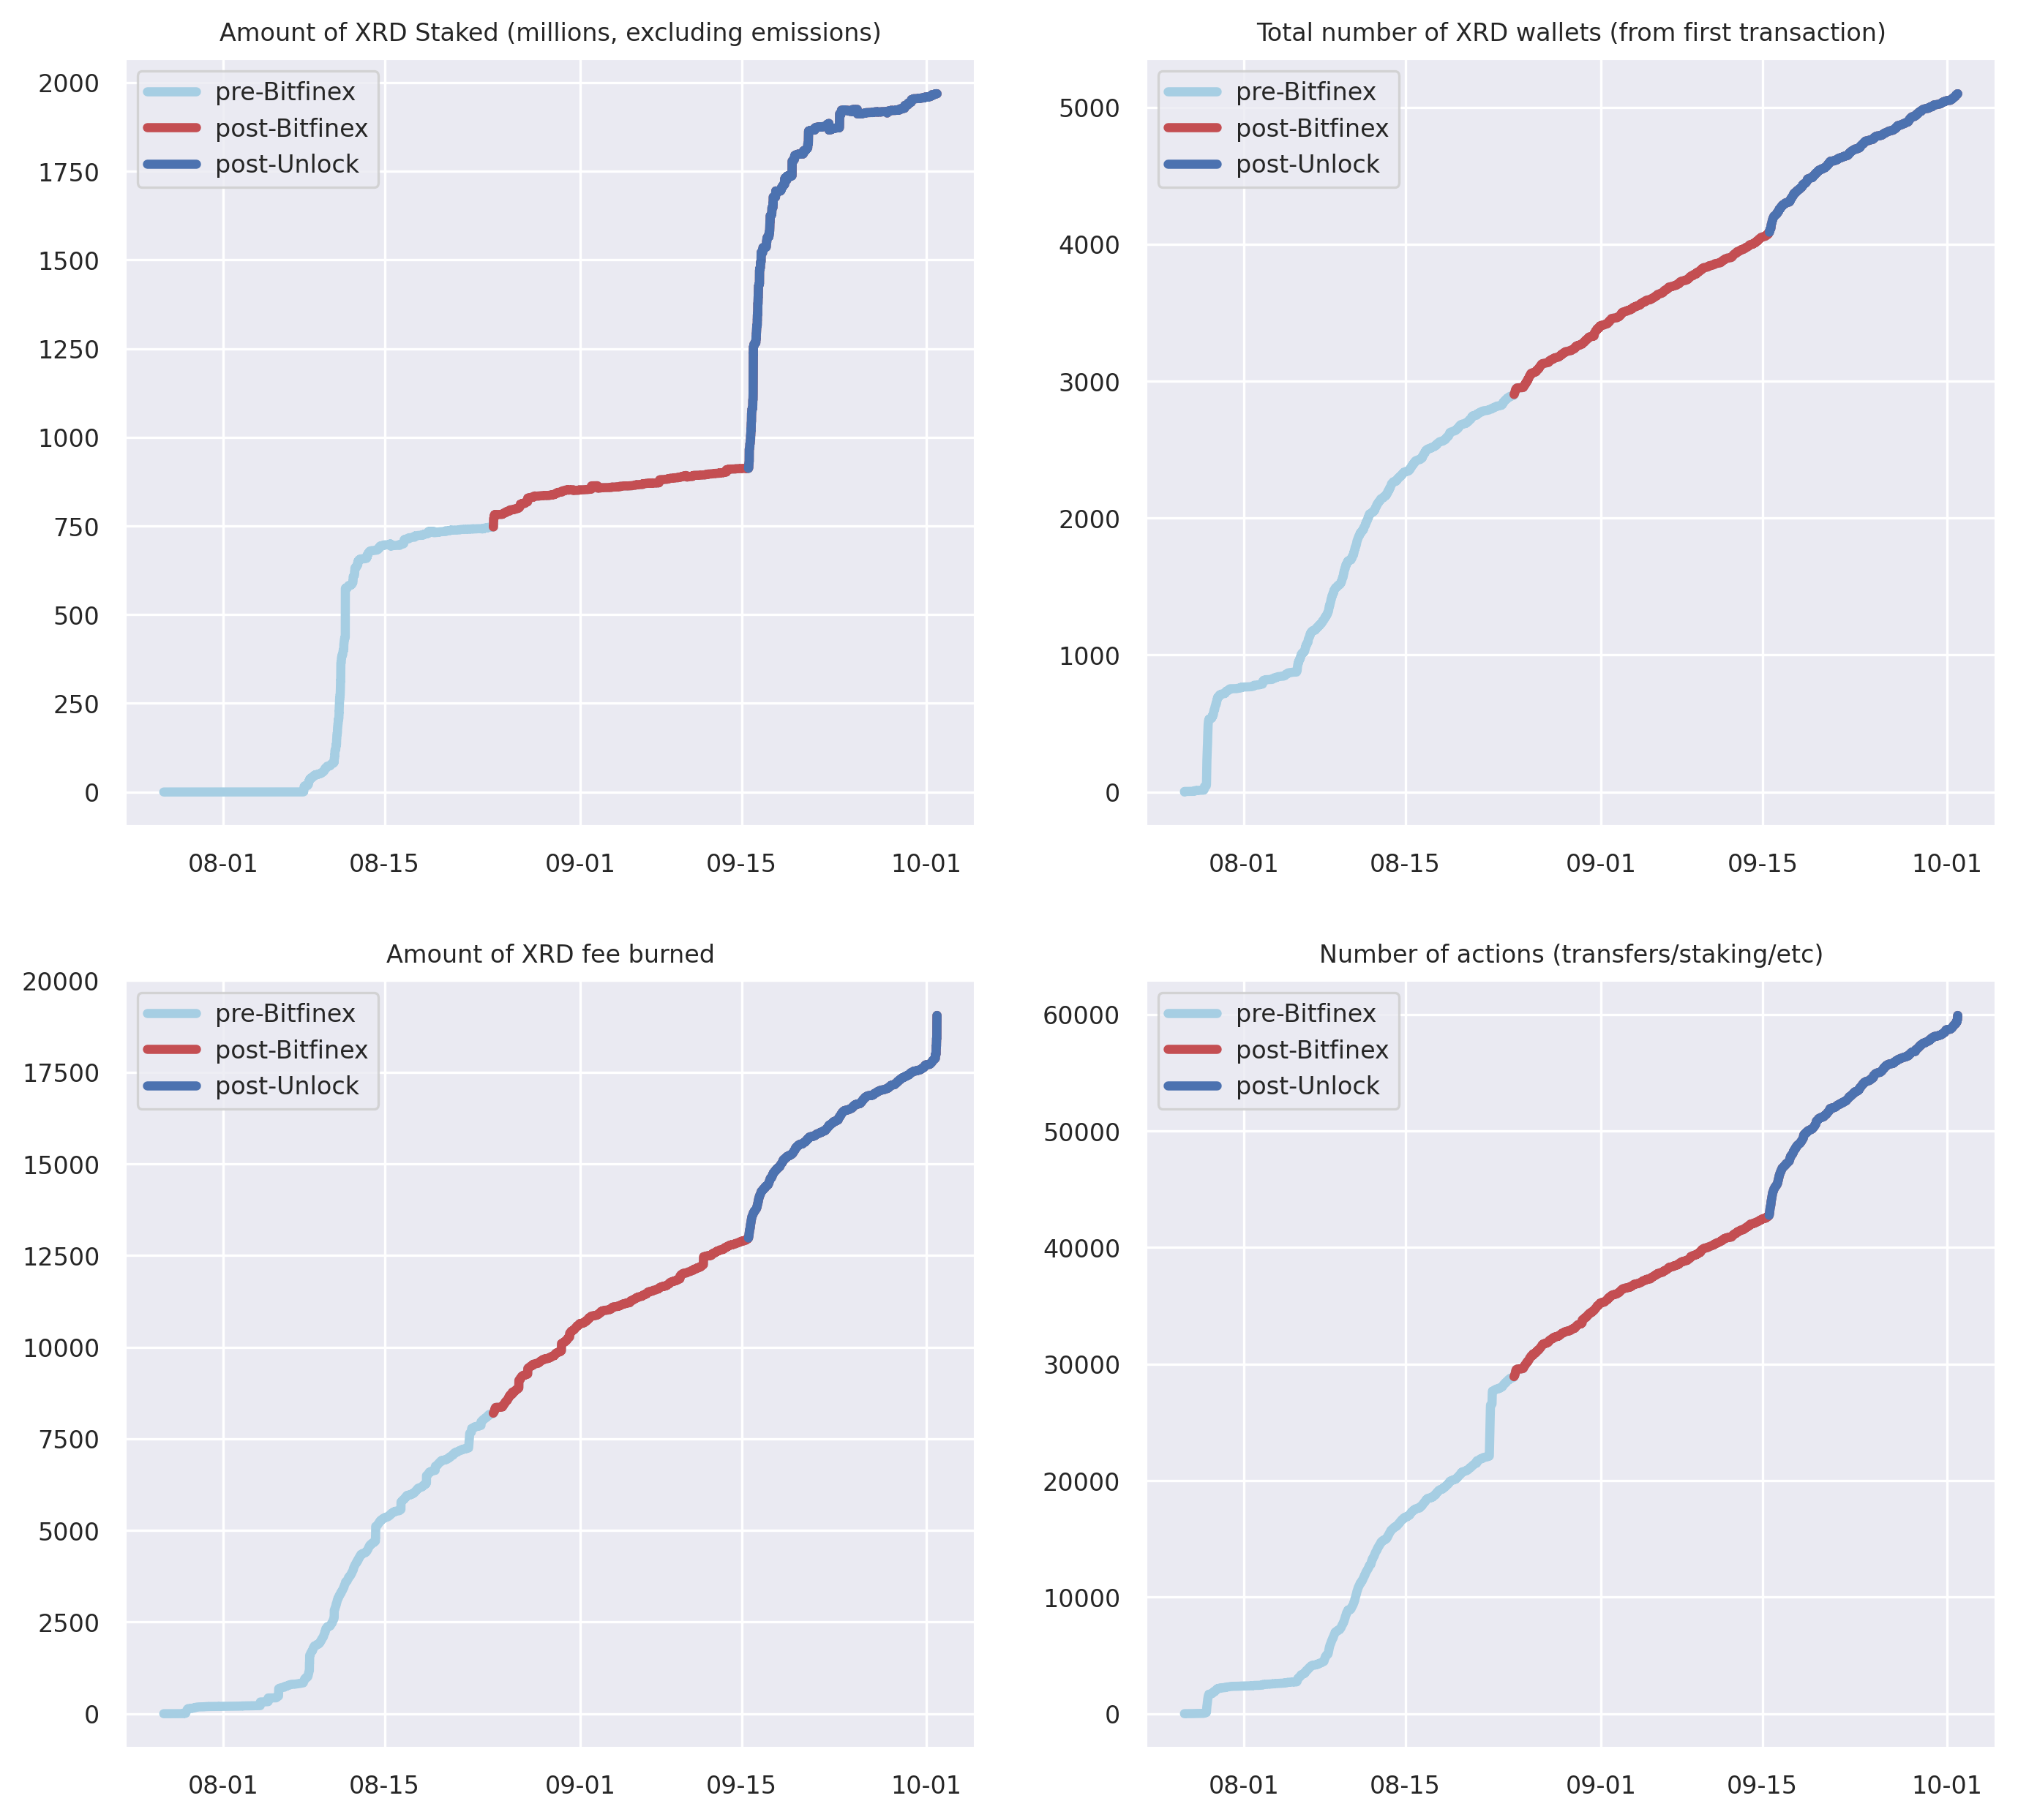 Amount of XRD Staked (millions, excluding emissions)
pre-Bitfinex
post-Bitfinex
post-Unlock
2000
1750
1500
1250
1000
750
500
250
0
08-01 08-15 09-01 09-15 10-01
Total number of XRD wallets (from first transaction)
pre-Bitfinex
post-Bitfinex
post-Unlock
5000
4000
3000
2000
1000
0
08-01 08-15 09-01 09-15 10-01
Amount of XRD fee burned
pre-Bitfinex
post-Bitfinex
post-Unlock
20000
17500
15000
12500
10000
7500
5000
2500
0
08-01 08-15 09-01 09-15 10-01
Number of actions (transfers/staking/etc)
pre-Bitfinex
post-Bitfinex
post-Unlock
60000
50000
40000
30000
20000
10000
0
08-01 08-15 09-01 09-15 10-01